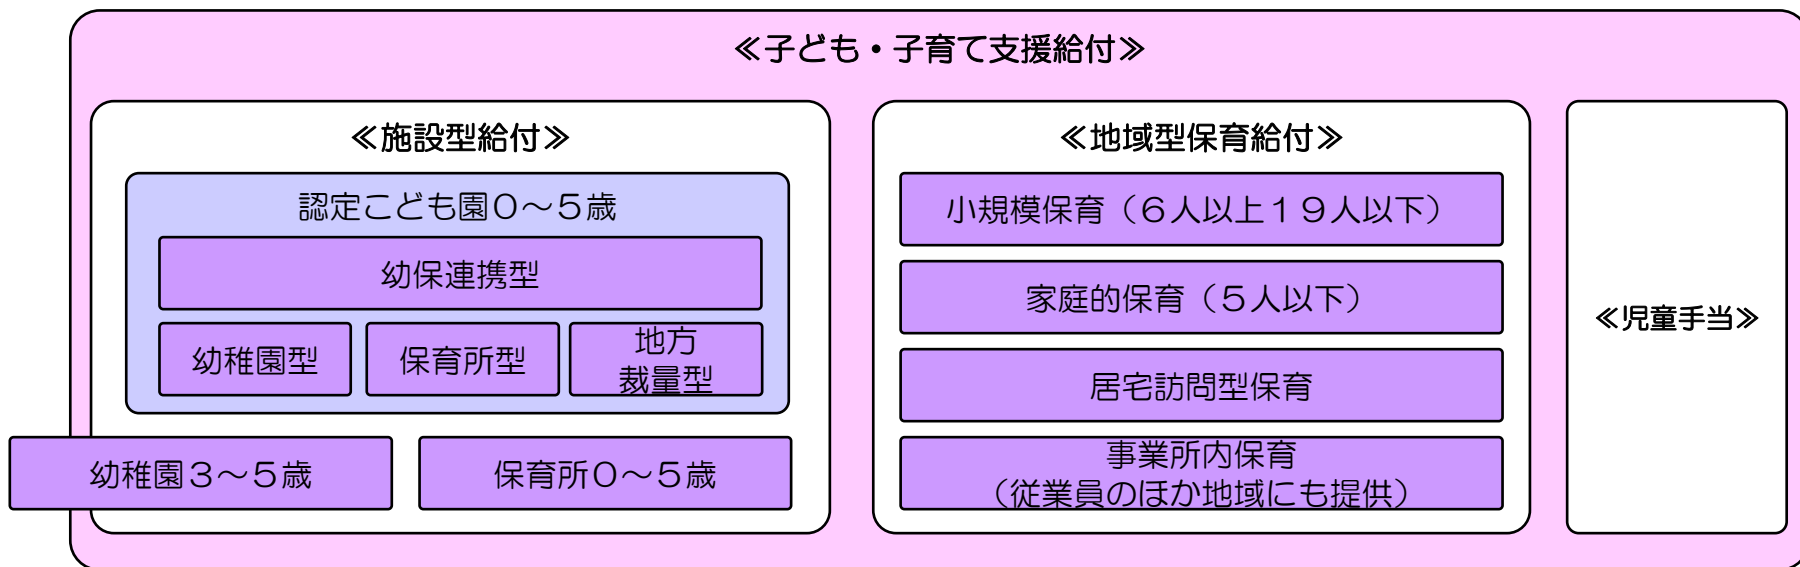 ≪子ども・子育て支援給付≫
≪施設型給付≫
認定こども園０～５歳
幼保連携型
幼稚園型
保育所型
地方
裁量型
幼稚園３～５歳
保育所０～５歳
≪地域型保育給付≫
小規模保育（６人以上１９人以下）
家庭的保育（５人以下）
居宅訪問型保育
事業所内保育
（従業員のほか地域にも提供）
≪児童手当≫